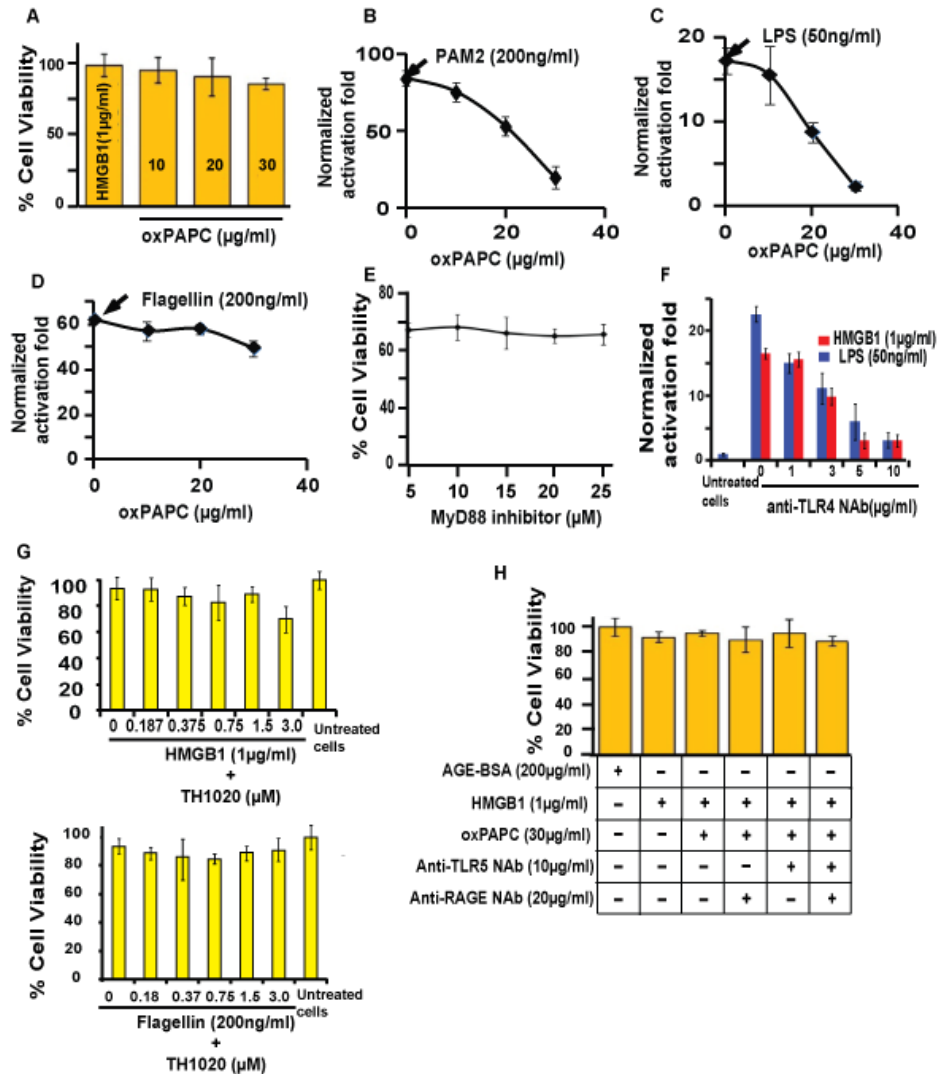 A
% Cell Viability
100
50
0
HMGB1(1µg/ml)
10
20
30
oxPAPC (µg/ml)
B
Normalized
activation fold
100
50
0
PAM2 (200ng/ml)
0
20
40
oxPAPC (µg/ml)
C
Normalized
activation fold
20
10
0
LPS (50ng/ml)
0
20
40
oxPAPC (µg/ml)
D
Normalized
activation fold
60
40
20
0
Flagellin (200ng/ml)
0
10
20
30
40
oxPAPC (µg/ml)
E
% Cell Viability
80
60
40
20
0
5
10
15
20
25
MyD88 inhibitor (µM)
F
Normalized
activation fold
20
10
0
HMGB1 (1µg/ml)
LPS (50ng/ml)
Untreated
cells
0
1
3
5
10
anti-TLR4 NAb(µg/ml)
G
% Cell Viability
100
80
60
40
20
0
0.187
0.375
0.75
1.5
3.0
Untreated
cells
HMGB1 (1µg/ml)
+
TH1020 (µM)
% Cell Viability
100
80
40
20
0
0
0.18
0.37
0.75
1.5
3.0
Untreated
cells
Flagellin (200ng/ml)
+
TH1020 (µM)
H
% Cell Viability
100
80
60
40
20
0
AGE-BSA (200µg/ml) + – – – – –
HMGB1 (1µg/ml) – + + + + +
oxPAPC (30µg/ml) – – + + + +
Anti-TLR5 NAb (10µg/ml) – – – – + +
Anti-RAGE NAb (20µg/ml) – – – + – +